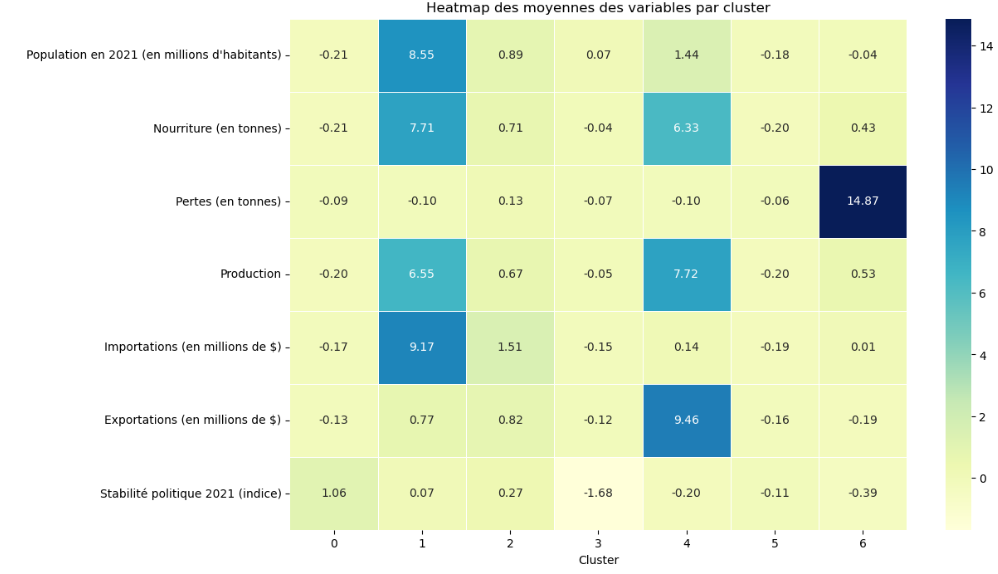 Heatmap des moyennes des variables par cluster
Population en 2021 (en millions d'habitants) -0.21 8.55 0.89 0.07 1.44 -0.18 -0.04
Nourriture (en tonnes) -0.21 7.71 0.71 -0.04 6.33 -0.20 0.43
Pertes (en tonnes) -0.09 -0.10 0.13 -0.07 -0.10 -0.06 14.87
Production -0.20 6.55 0.67 -0.05 7.72 -0.20 0.53
Importations (en millions de $) -0.17 9.17 1.51 -0.15 0.14 -0.19 0.01
Exportations (en millions de $) -0.13 0.77 0.82 -0.12 9.46 -0.16 -0.19
Stabilité politique 2021 (indice) 1.06 0.07 0.27 -1.68 -0.20 -0.11 -0.39
0 1 2 3 4 5 6
Cluster
14
12
10
8
6
4
2
0